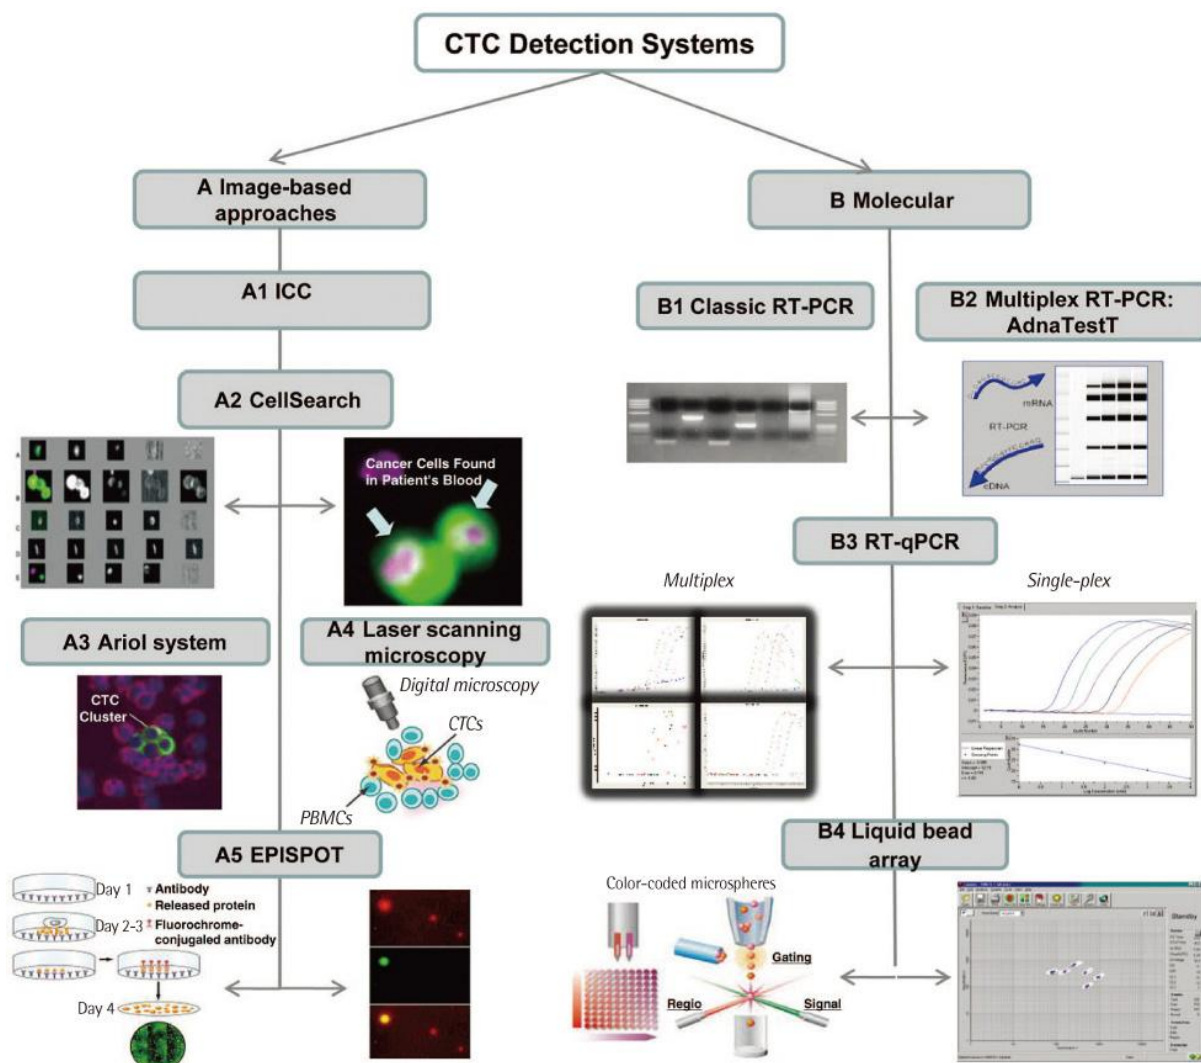 CTC Detection Systems
A Image-based
approaches
B Molecular
A1 ICC
B1 Classic RT-PCR
B2 Multiplex RT-PCR:
AdnaTestT
A2 CellSearch
A
B
C
D
E
Cancer Cells Found
in Patient's Blood
mRNA
RT-PCR
cDNA
B3 RT-qPCR
Multiplex
Single-plex
A3 Ariol system
A4 Laser scanning
microscopy
CTC
Cluster
Digital microscopy
CTCs
PBMCs
A5 EPISPOT
B4 Liquid bead
array
Day 1
Antibody
Released protein
Day 2-3
Fluorochrome-
conjugaled antibody
Day 4
Color-coded microspheres
Gating
Regio
Signal
Standby